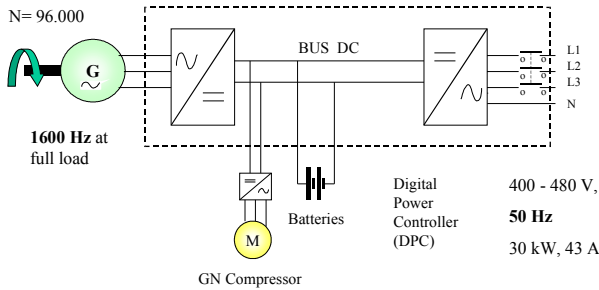 N= 96.000
BUS DC
L1
L2
L3
N
G
1600 Hz at
full load
Batteries
M
GN Compressor
Digital
Power
Controller
(DPC)
400 - 480 V,
50 Hz
30 kW, 43 A